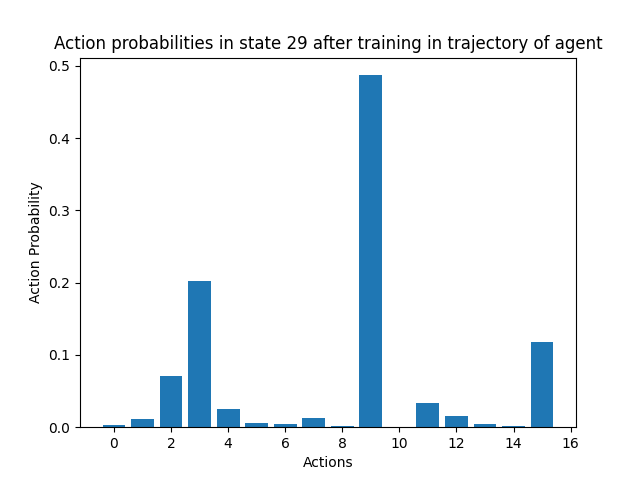 Action probabilities in state 29 after training in trajectory of agent
0.5
0.4
0.3
0.2
0.1
0.0
Action Probability
0 2 4 6 8 10 12 14 16
Actions